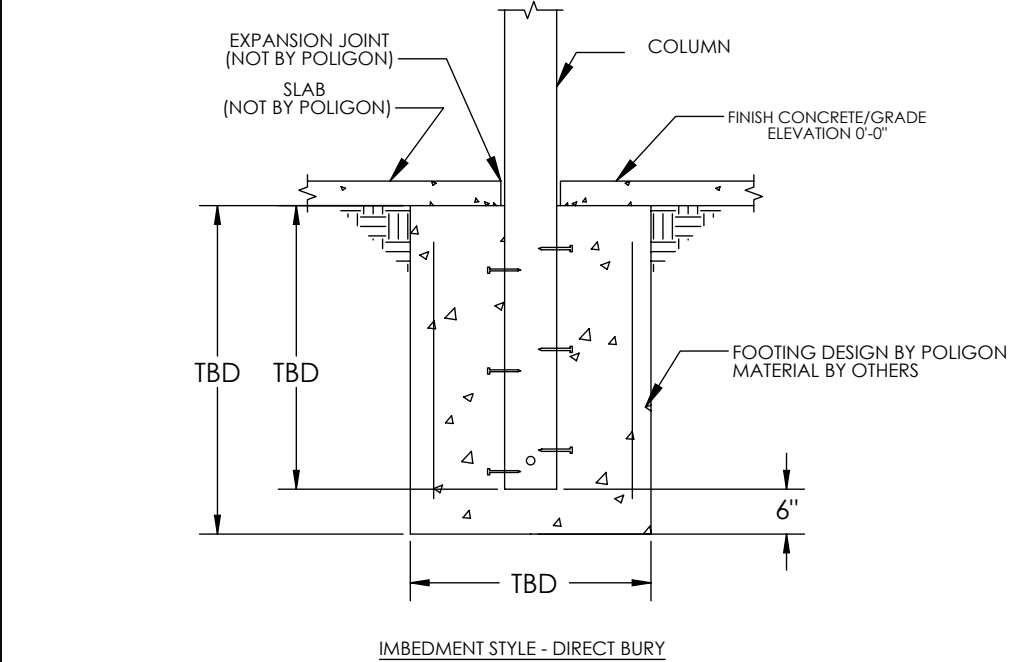 EXPANSION JOINT
(NOT BY POLIGON)
COLUMN
SLAB
(NOT BY POLIGON)
FINISH CONCRETE/GRADE
ELEVATION 0'-0"
TBD
TBD
FOOTING DESIGN BY POLIGON
MATERIAL BY OTHERS
6"
TBD
IMBEDMENT STYLE - DIRECT BURY